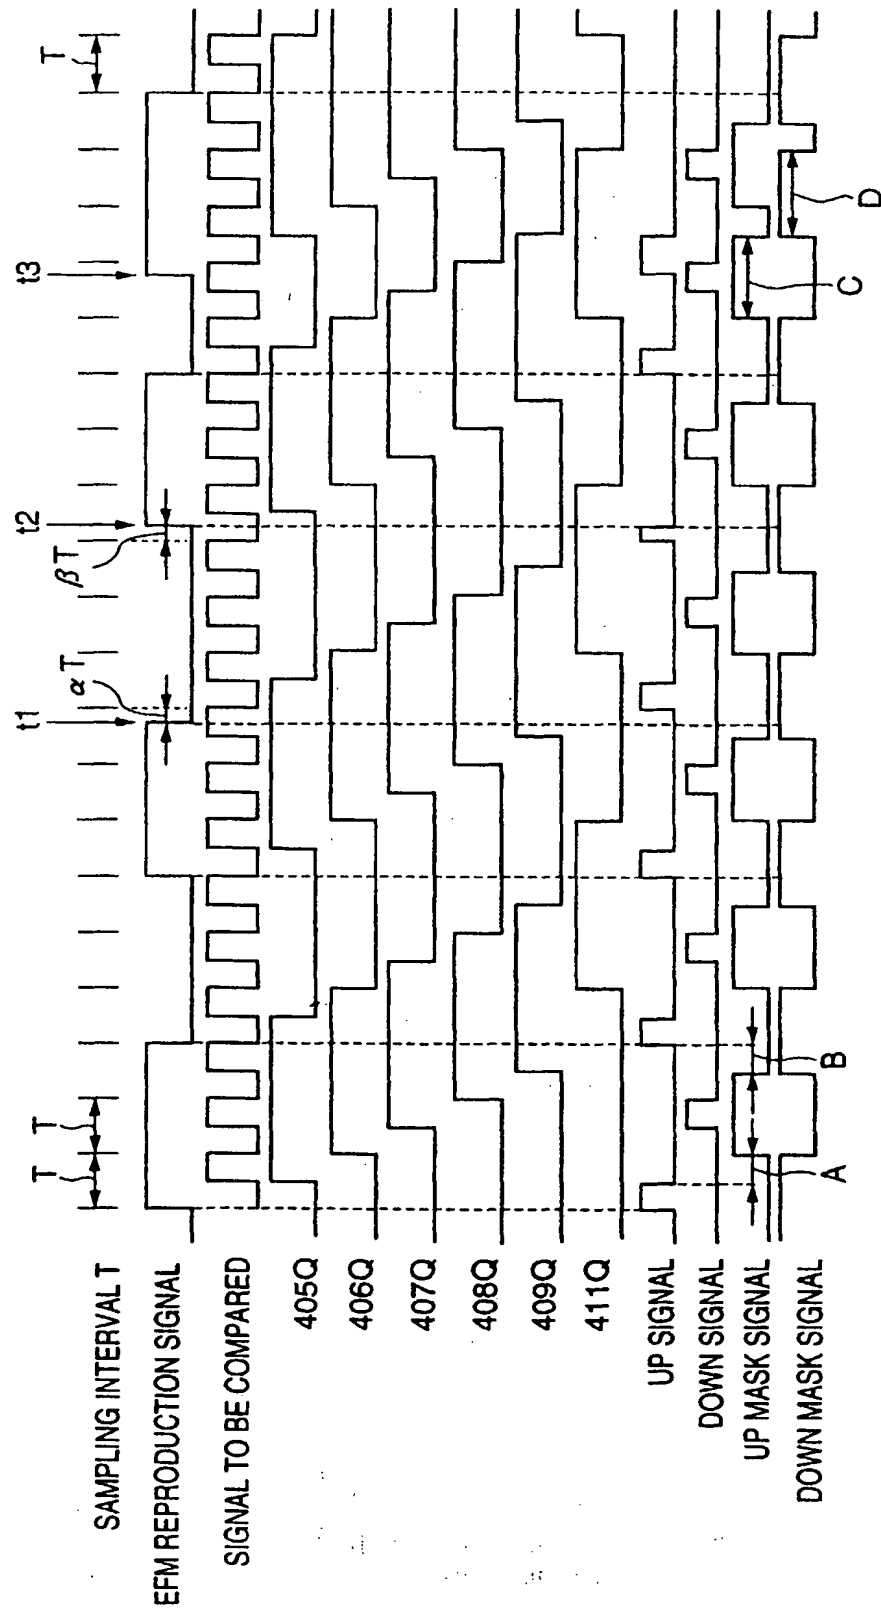 t1
t2
t3
T
T
αT
βT
T
SAMPLING INTERVAL T
EFM REPRODUCTION SIGNAL
SIGNAL TO BE COMPARED
405Q
406Q
407Q
408Q
409Q
411Q
UP SIGNAL
DOWN SIGNAL
UP MASK SIGNAL
DOWN MASK SIGNAL
A
B
C
D